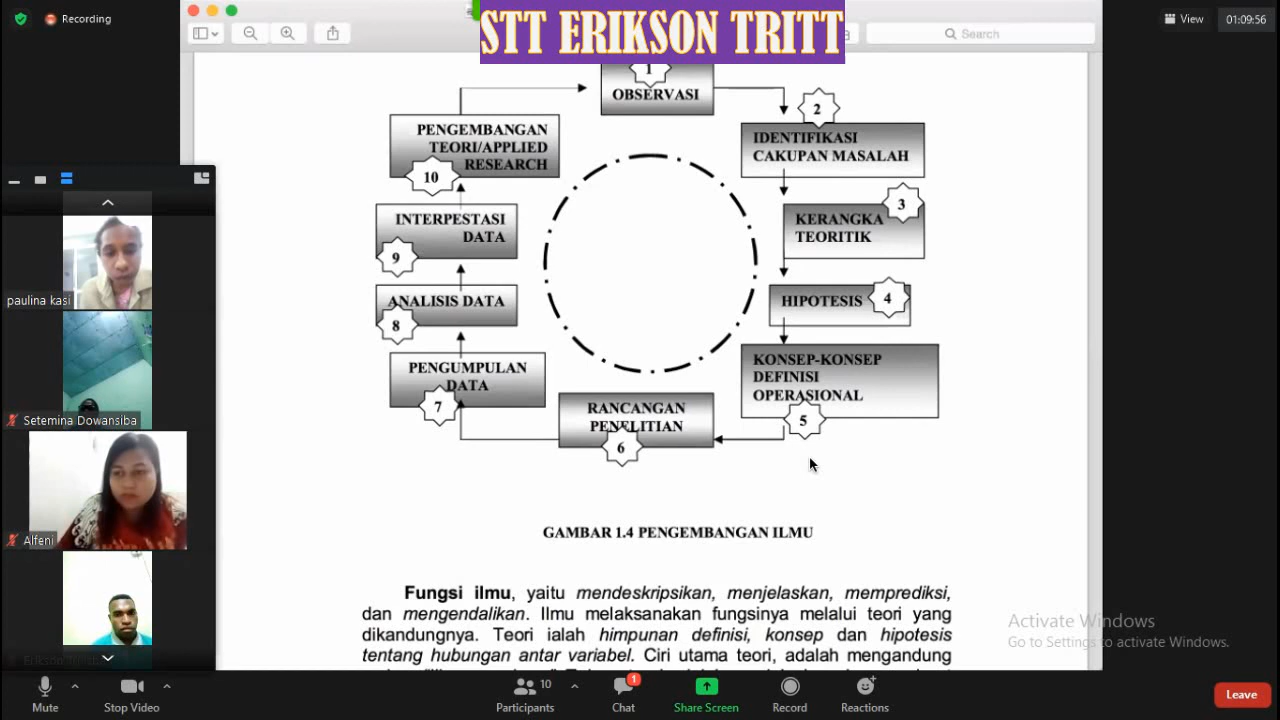 Recording
STT ERIKSON TRITT
View
01:09:56
Search
1
OBSERVASI
2
IDENTIFIKASI
CAKUPAN MASALAH
3
KERANGKA
TEORITIK
4
HIPOTESIS
KONSEP-KONSEP
DEFINISI
OPERASIONAL
5
RANCANGAN
PENELITIAN
6
PENGUMPULAN
DATA
7
ANALISIS DATA
8
INTERPESTASI
DATA
9
PENGEMBANGAN
TEORI/APPLIED
RESEARCH
10
GAMBAR 1.4 PENGEMBANGAN ILMU
Fungsi ilmu, yaitu mendeskripsikan, menjelaskan, memprediksi,
dan mengendalikan. Ilmu melaksanakan fungsinya melalui teori yang
dikandungnya. Teori ialah himpunan definisi, konsep dan hipotesis
tentang hubungan antar variabel. Ciri utama teori, adalah mengandung
paulina kasi
Setemina Dowansiba
Alfeni
Activate Windows
Go to Settings to activate Windows.
Mute
Stop Video
10
Participants
1
Chat
Share Screen
Record
Reactions
Leave